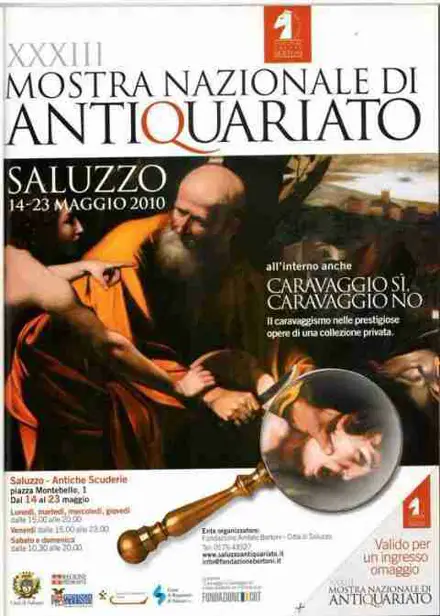 XXXIII
MOSTRA NAZIONALE DI
ANTIQUARIATO
SALUZZO
14-23 MAGGIO 2010
all'interno anche
CARAVAGGIO SÌ,
CARAVAGGIO NO
Il caravaggismo nelle prestigiose
opere di una collezione privata.
Saluzzo - Antiche Scuderie
piazza Montebello, 1
Dal 14 al 23 maggio
Lunedì, martedì, mercoledì, giovedì
dalle 15.00 alle 20.00
Venerdì dalle 15.00 alle 23.00
Sabato e domenica
dalle 10.30 alle 20.00
Ente organizzatore:
Fondazione Amleto Bertoni - Città di Saluzzo
www.saluzzoantiquariato.it
info@fondazionebertoni.it
FONDAZIONE CRT
Valido per
un ingresso
omaggio
XXXIII
MOSTRA NAZIONALE DI
ANTIQUARIATO